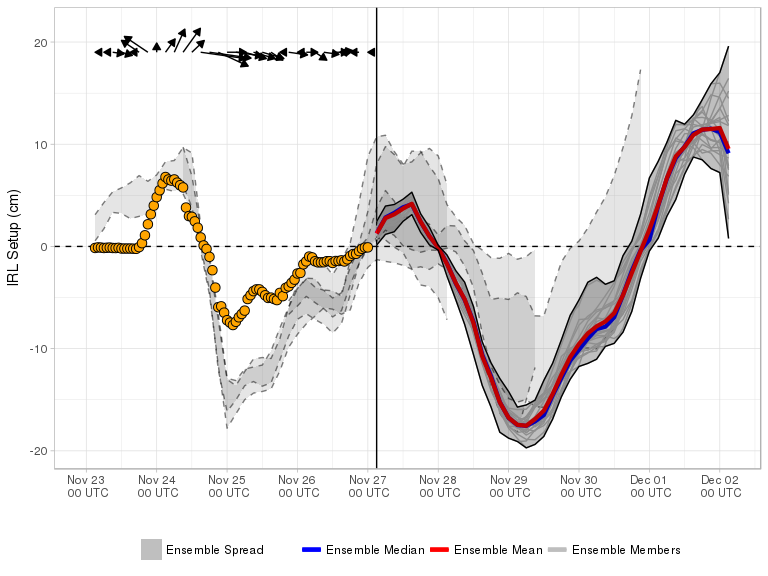 20
10
0
-10
-20
IRL Setup (cm)
Nov 23 00 UTC
Nov 24 00 UTC
Nov 25 00 UTC
Nov 26 00 UTC
Nov 27 00 UTC
Nov 28 00 UTC
Nov 29 00 UTC
Nov 30 00 UTC
Dec 01 00 UTC
Dec 02 00 UTC
Ensemble Spread
Ensemble Median
Ensemble Mean
Ensemble Members